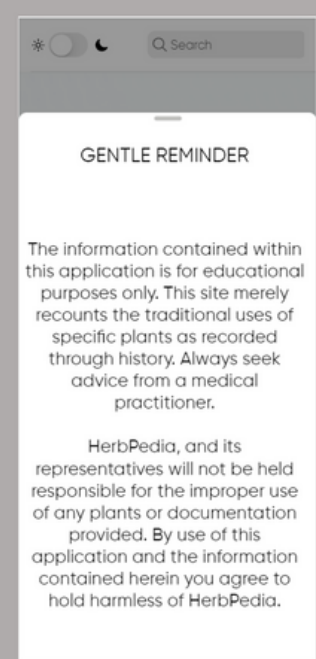 Search
GENTLE REMINDER
The information contained within
this application is for educational
purposes only. This site merely
recounts the traditional uses of
specific plants as recorded
through history. Always seek
advice from a medical
practitioner.
HerbPedia, and its
representatives will not be held
responsible for the improper use
of any plants or documentation
provided. By use of this
application and the information
contained herein you agree to
hold harmless of HerbPedia.